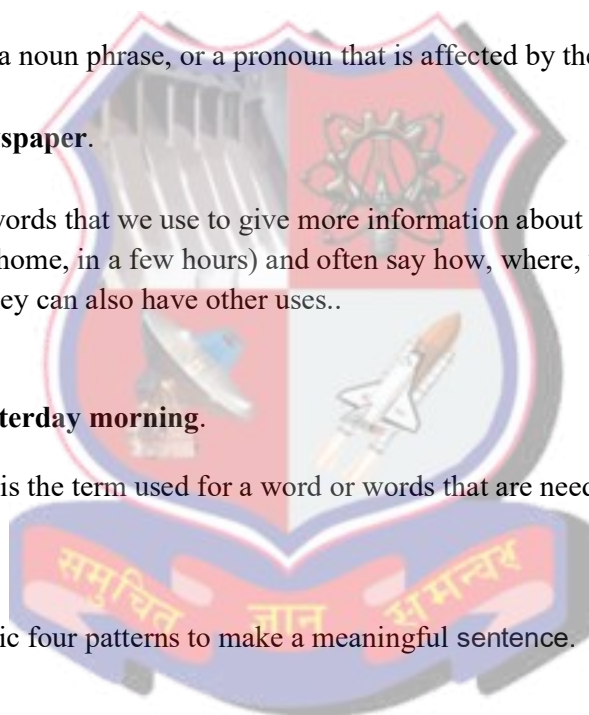 a noun phrase, or a pronoun that is affected by the
spaper.
words that we use to give more information about
home, in a few hours) and often say how, where,
ey can also have other uses..
terday morning.
is the term used for a word or words that are need
समुचित ज्ञान समन्वय
ic four patterns to make a meaningful sentence.